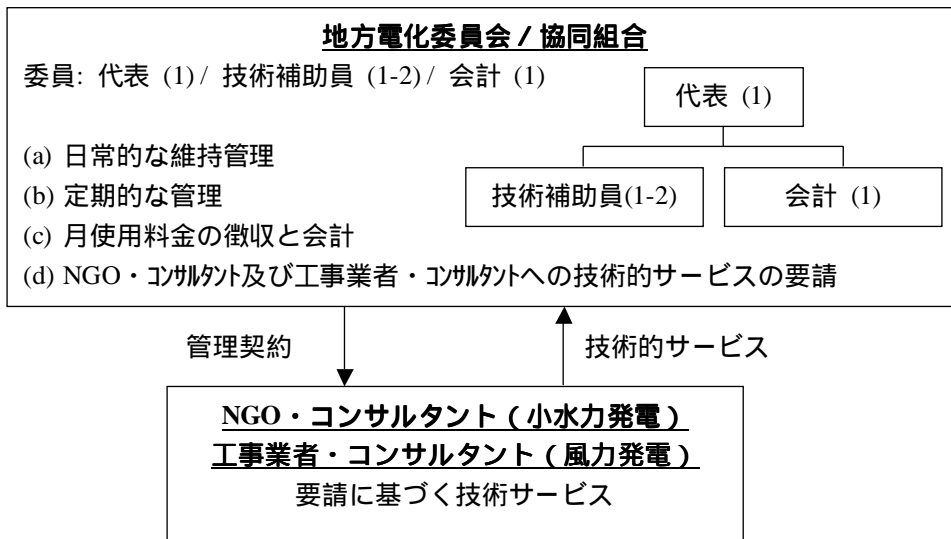 地方電化委員会 / 協同組合
委員: 代表 (1) / 技術補助員 (1-2) / 会計 (1)
代表 (1)
技術補助員(1-2)
会計 (1)
(a) 日常的な維持管理
(b) 定期的な管理
(c) 月使用料金の徴収と会計
(d) NGO・コンサルタント及び工事業者・コンサルタントへの技術的サービスの要請
管理契約
技術的サービス
NGO・コンサルタント(小水力発電)
工事業者・コンサルタント(風力発電)
要請に基づく技術サービス